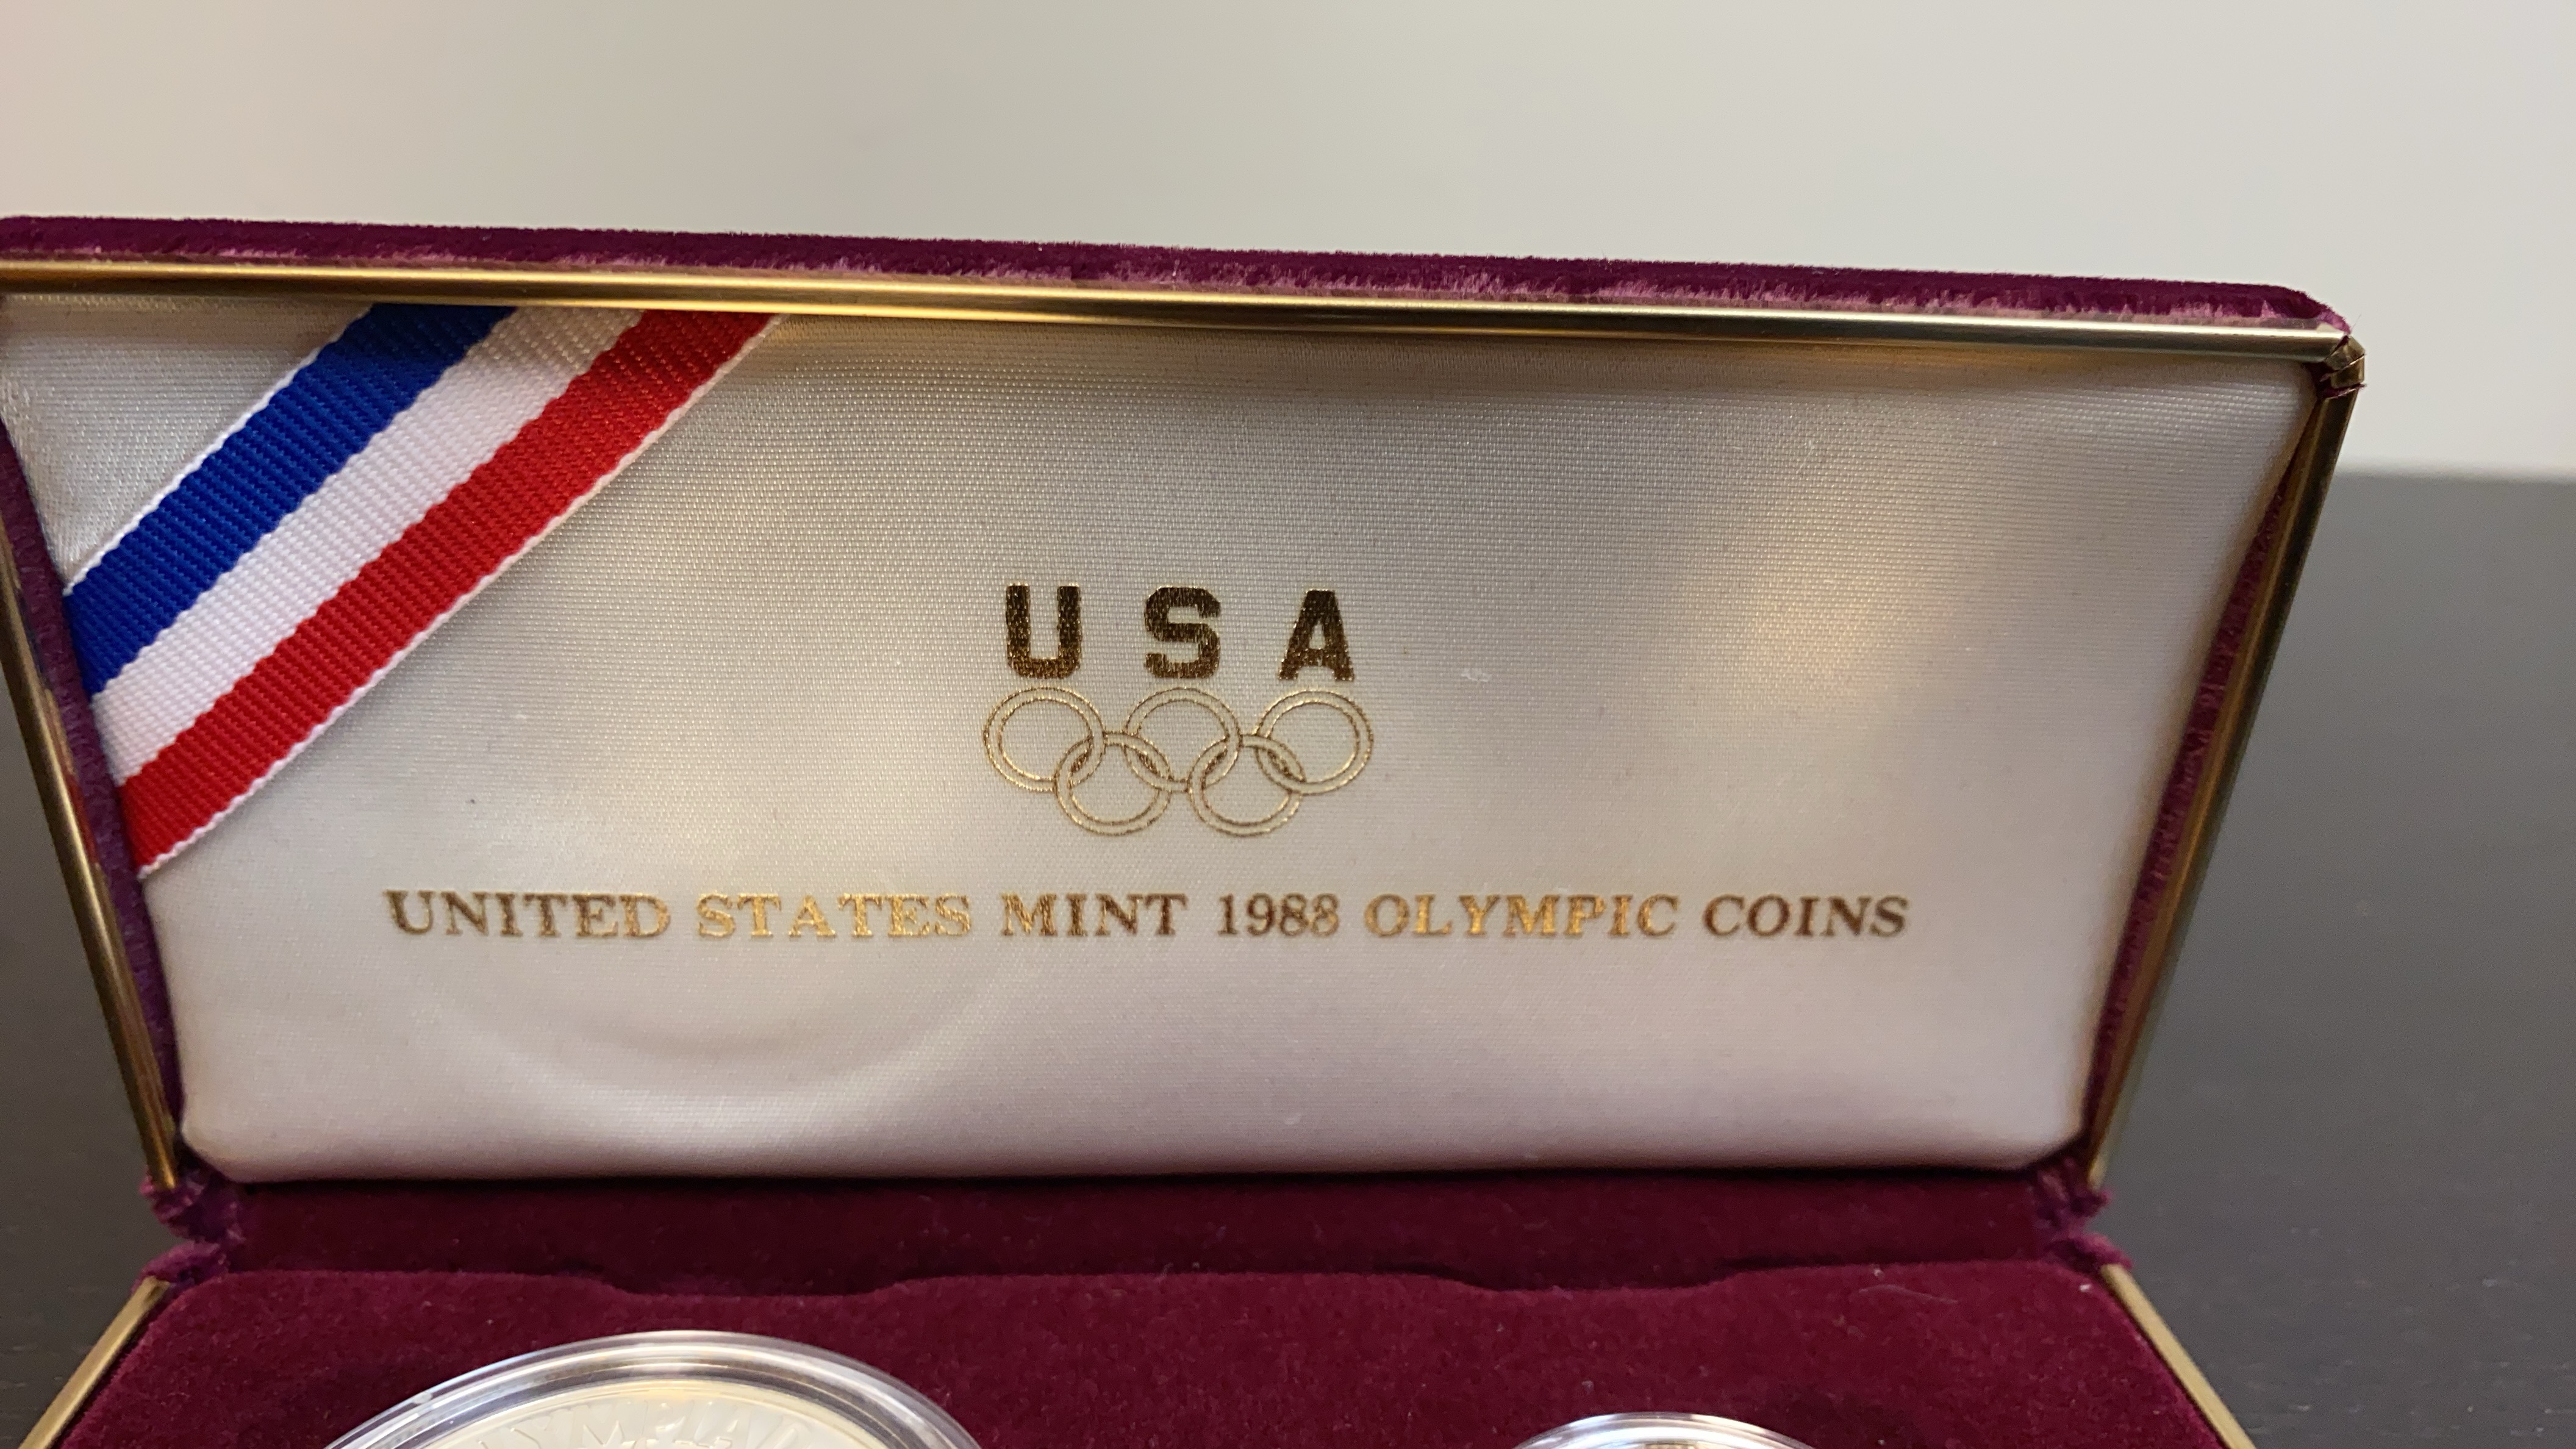 USA
UNITED STATES MINT 1988 OLYMPIC COINS